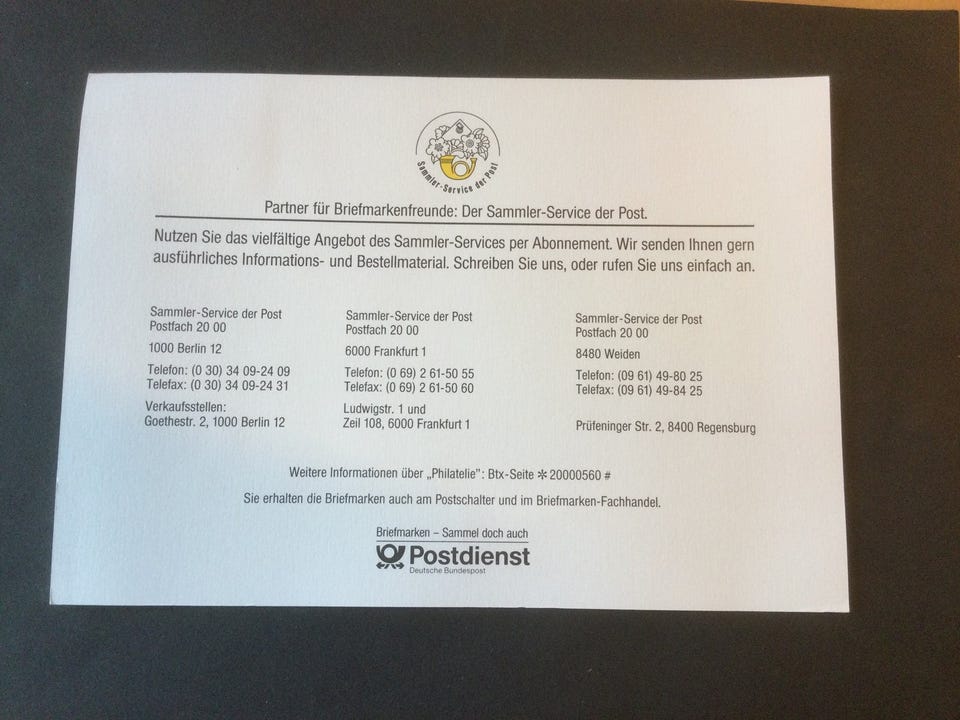 Sammler-Service der Post
Partner für Briefmarkenfreunde: Der Sammler-Service der Post.
Nutzen Sie das vielfältige Angebot des Sammler-Services per Abonnement. Wir senden Ihnen gern
ausführliches Informations- und Bestellmaterial. Schreiben Sie uns, oder rufen Sie uns einfach an.
Sammler-Service der Post
Postfach 20 00
1000 Berlin 12
Telefon: (0 30) 34 09-24 09
Telefax: (0 30) 34 09-24 31
Verkaufsstellen:
Goethestr. 2, 1000 Berlin 12
Sammler-Service der Post
Postfach 20 00
6000 Frankfurt 1
Telefon: (0 69) 2 61-50 55
Telefax: (0 69) 2 61-50 60
Ludwigstr. 1 und
Zeil 108, 6000 Frankfurt 1
Sammler-Service der Post
Postfach 20 00
8480 Weiden
Telefon: (09 61) 49-80 25
Telefax: (09 61) 49-84 25
Prüfeninger Str. 2, 8400 Regensburg
Weitere Informationen über „Philatelie": Btx-Seite ✲ 20000560 #
Sie erhalten die Briefmarken auch am Postschalter und im Briefmarken-Fachhandel.
Briefmarken – Sammel doch auch
Postdienst
Deutsche Bundespost